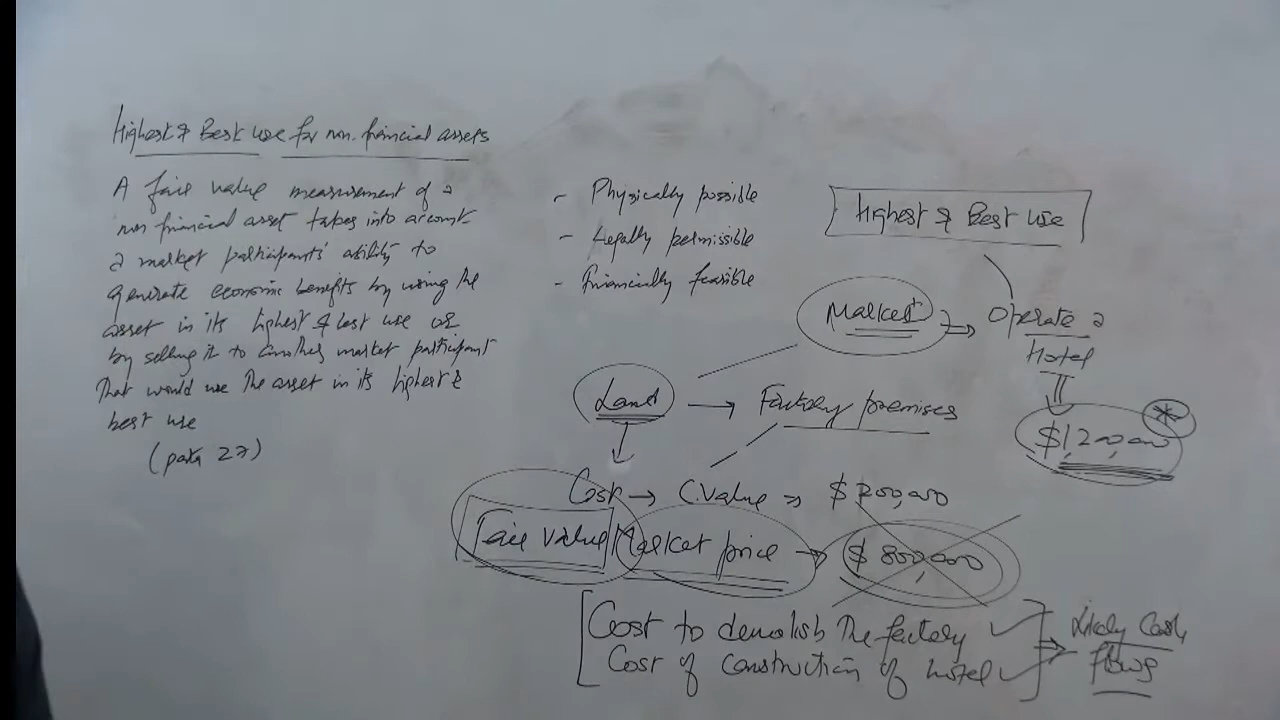 Highest & Best use for non. financial assets
A fair value measurement of a
non financial asset takes into account
a market participants' ability to
generate economic benefits by using the
asset in its highest & best use or
by selling it to another market participant
that would use the asset in its highest &
best use
(para 27)
- Physically possible
- Legally permissible
- Financially feasible
Highest & Best use
Market ⇒ Operate a
Hotel
$1,200,000 *
Land → Factory premises
Cost → C.Value ⇒ $200,000
Fair value / Market price → $ 800,000
Cost to demolish the factory ✓
Cost of construction of hotel ✓
⇒ Likely Cash
flows